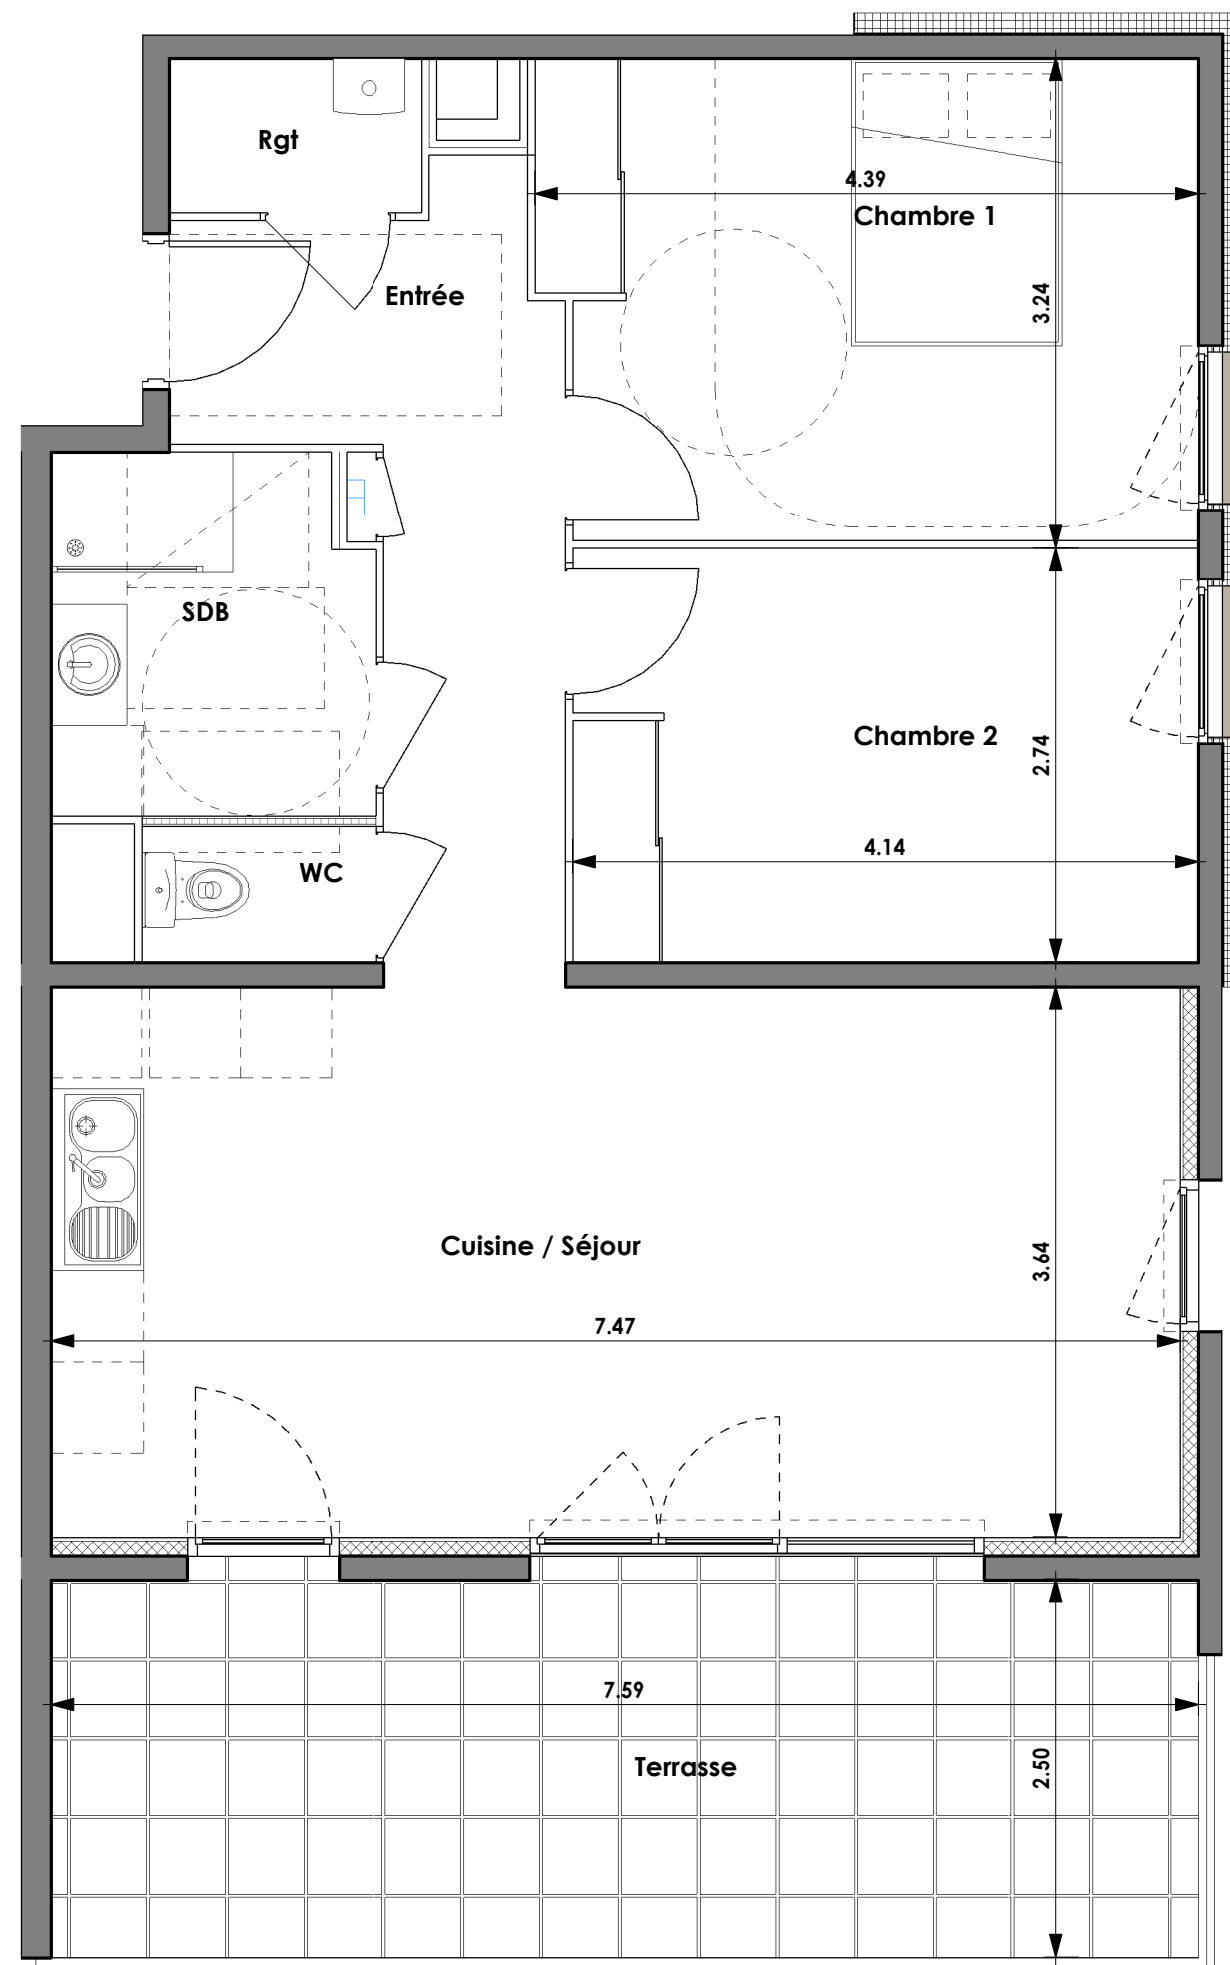 Rgt
4.39
Chambre 1
Entrée
3.24
SDB
Chambre 2
2.74
4.14
WC
Cuisine / Séjour
3.64
7.47
7.59
Terrasse
2.50